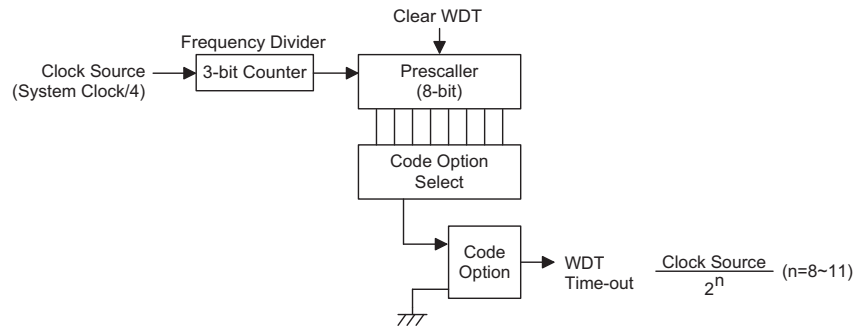 Clear WDT
Frequency Divider
Clock Source
(System Clock/4)
3-bit Counter
Prescaller
(8-bit)
Code Option
Select
Code
Option
WDT
Time-out
Clock Source
2^n
(n=8~11)